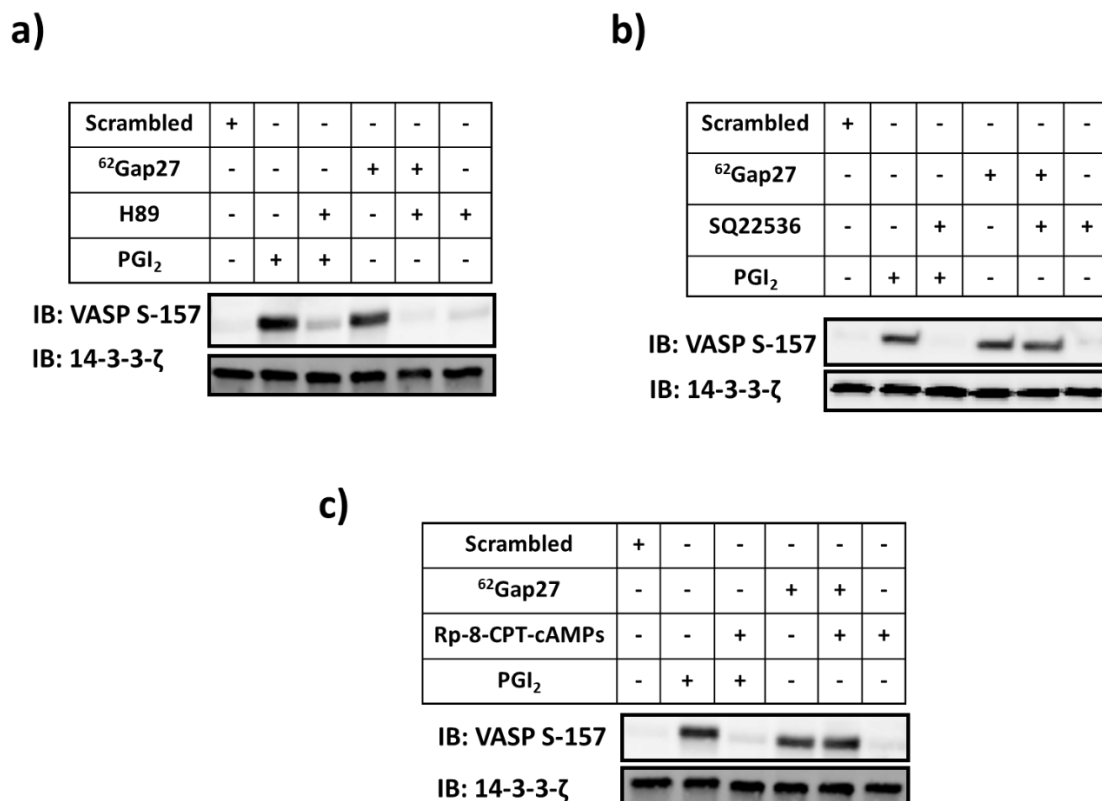 a)
Scrambled + - - - - -
⁶²Gap27 - - - + + -
H89 - - + - + +
PGI₂ - + + - - -
IB: VASP S-157
IB: 14-3-3-ζ
b)
Scrambled + - - - - -
⁶²Gap27 - - - + + -
SQ22536 - - + - + +
PGI₂ - + + - - -
IB: VASP S-157
IB: 14-3-3-ζ
c)
Scrambled + - - - - -
⁶²Gap27 - - - + + -
Rp-8-CPT-cAMPs - - + - + +
PGI₂ - + + - - -
IB: VASP S-157
IB: 14-3-3-ζ